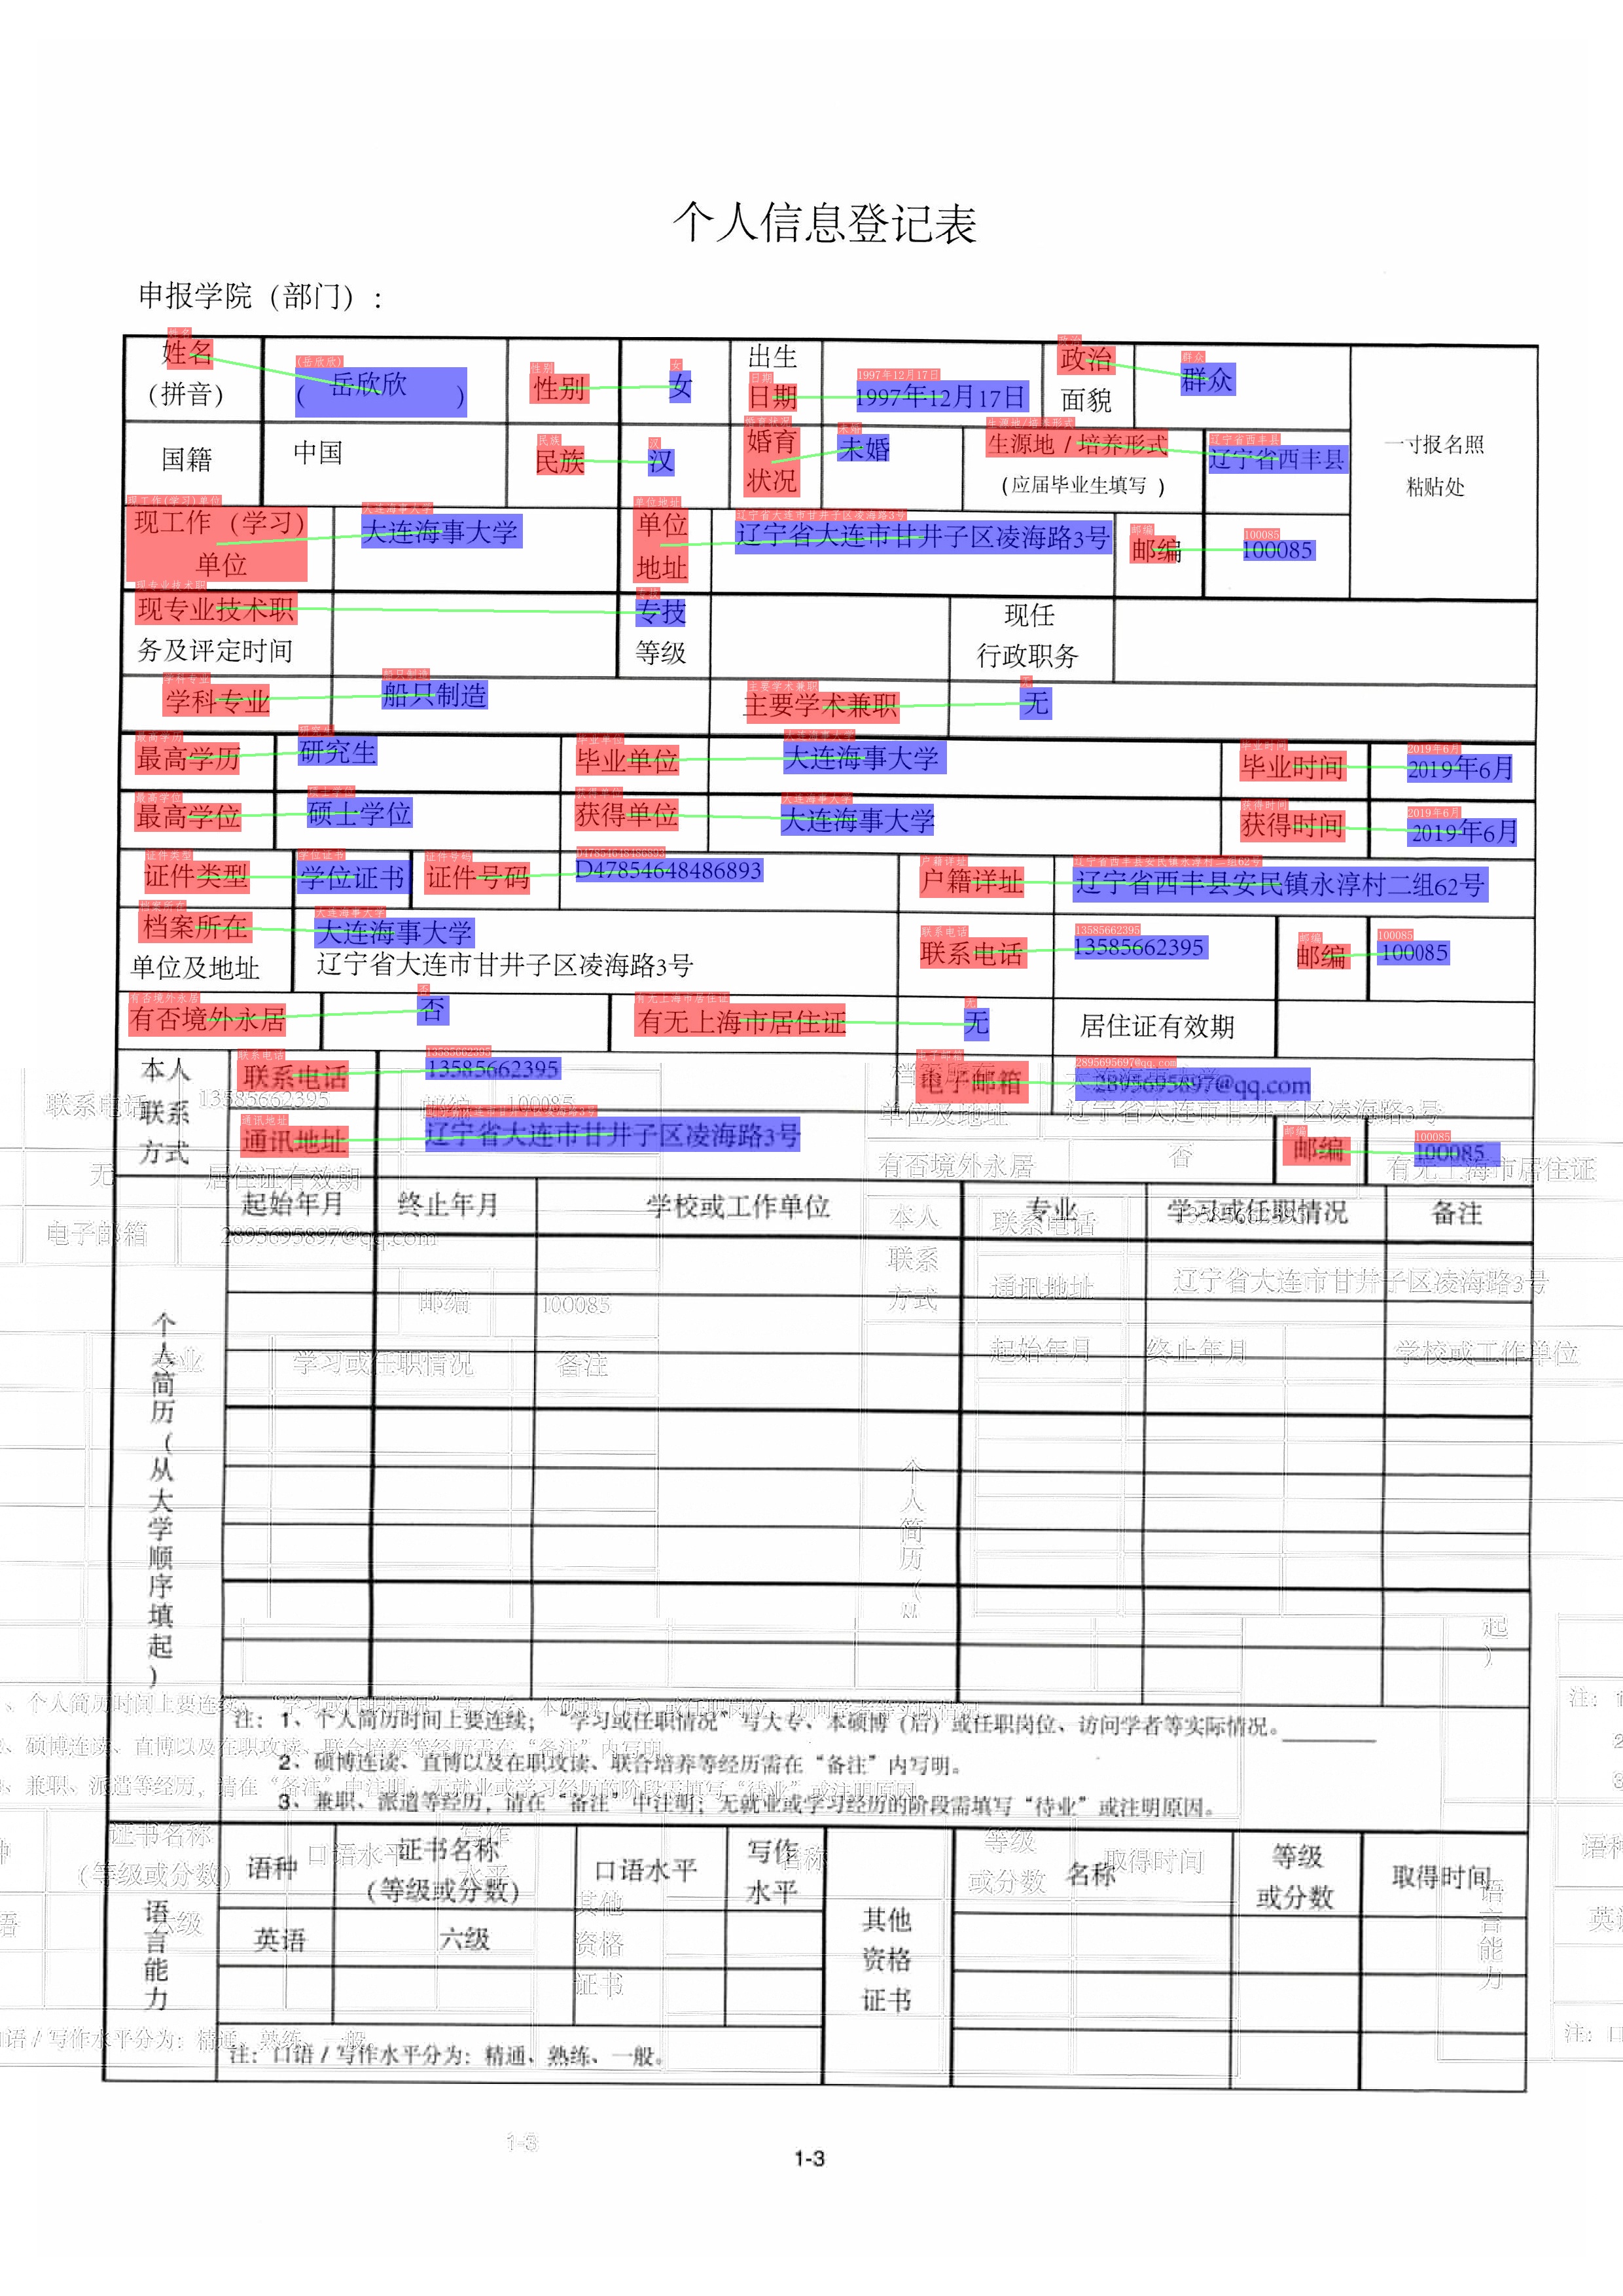 个人信息登记表
申报学院（部门）:
姓名
（拼音）
（岳欣欣）
性别
女
出生
日期
1997年12月17日
政治
面貌
群众
一寸报名照
粘贴处
国籍
中国
民族
汉
婚育
状况
未婚
生源地 / 培养形式
（应届毕业生填写 ）
辽宁省西丰县
现工作 （学习）
单位
大连海事大学
单位
地址
辽宁省大连市甘井子区凌海路3号
邮编
100085
现专业技术职
务及评定时间
专技
等级
现任
行政职务
学科专业
船只制造
主要学术兼职
无
最高学历
研究生
毕业单位
大连海事大学
毕业时间
2019年6月
最高学位
硕士学位
获得单位
大连海事大学
获得时间
2019年6月
证件类型
学位证书
证件号码
D47854648486893
户籍详址
辽宁省西丰县安民镇永淳村二组62号
档案所在
单位及地址
大连海事大学
辽宁省大连市甘井子区凌海路3号
联系电话
13585662395
邮编
100085
有否境外永居
否
有无上海市居住证
无
居住证有效期
本人
联系
方式
联系电话
13585662395
电子邮箱
2895695697@qq.com
通讯地址
辽宁省大连市甘井子区凌海路3号
邮编
100085
个人简历（从大学顺序填起）
起始年月
终止年月
学校或工作单位
专业
学习或任职情况
备注
注：1、个人简历时间上要连续；“学习或任职情况”写大专、本硕博（后）或任职岗位、访问学者等实际情况。
2、硕博连读、直博以及在职攻读、联合培养等经历需在“备注”内写明。
3、兼职、派遣等经历，请在“备注”中注明；无就业或学习经历的阶段需填写“待业”或注明原因。
语言能力
语种
证书名称
（等级或分数）
口语水平
写作
水平
其他
资格
证书
名称
等级
或分数
取得时间
英语
六级
注：口语 / 写作水平分为：精通、熟练、一般。
1-3